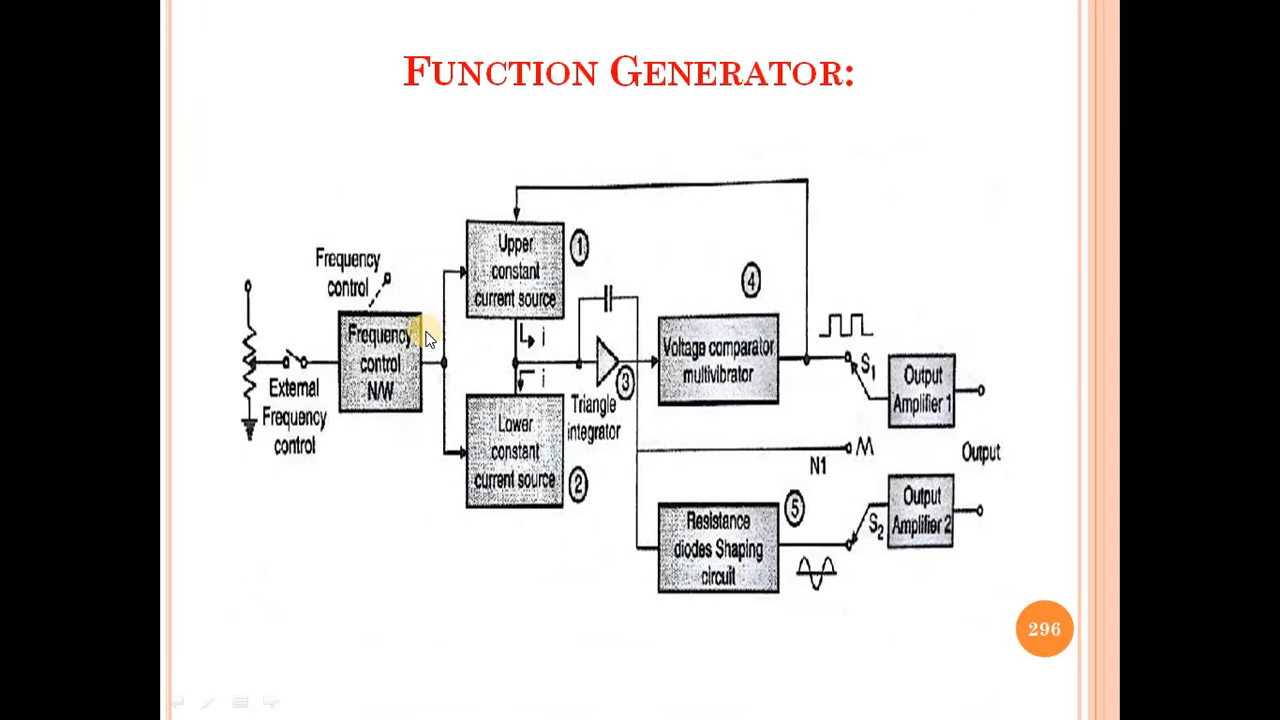 FUNCTION GENERATOR:
Frequency
control
Frequency
control
N/W
External
Frequency
control
Upper
constant
current source
1
i
i
Lower
constant
current source
2
3
Triangle
integrator
4
Voltage comparator
multivibrator
S1
Output
Amplifier 1
N1
Output
5
Resistance
diodes Shaping
circuit
S2
Output
Amplifier 2
296